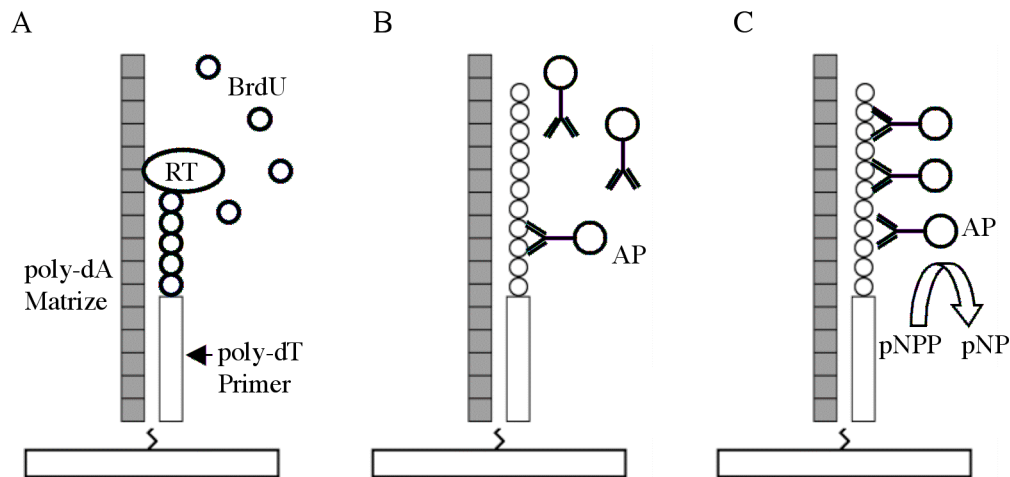 A
BrdU
RT
poly-dA
Matrize
poly-dT
Primer
B
AP
C
AP
pNPP pNP